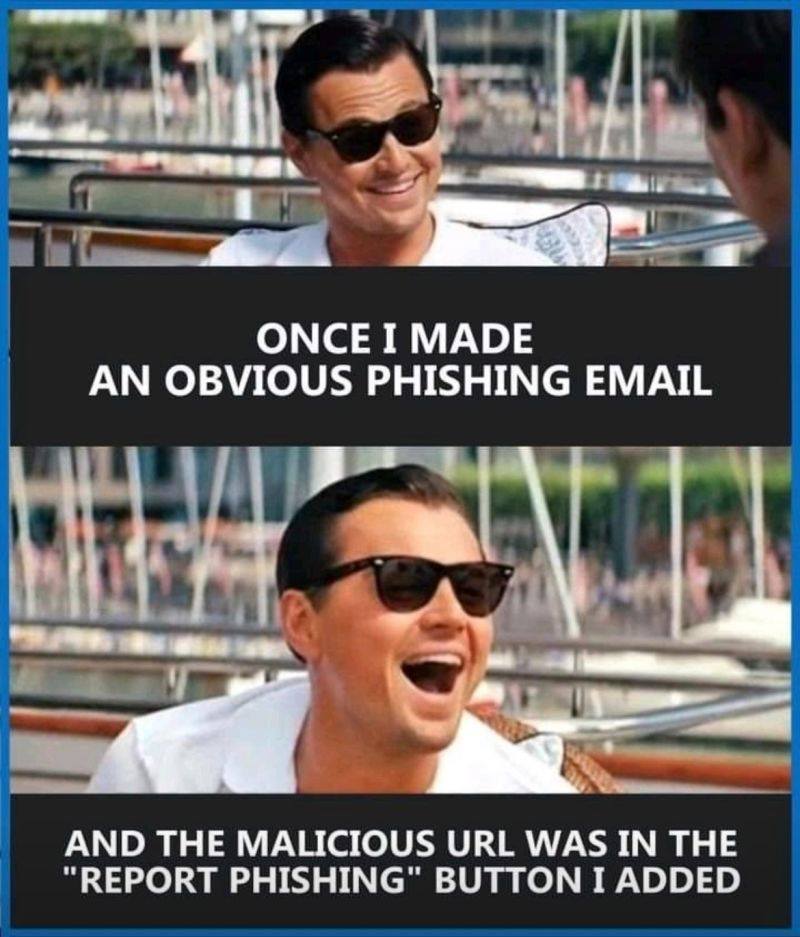 ONCE I MADE
AN OBVIOUS PHISHING EMAIL
AND THE MALICIOUS URL WAS IN THE
"REPORT PHISHING" BUTTON I ADDED